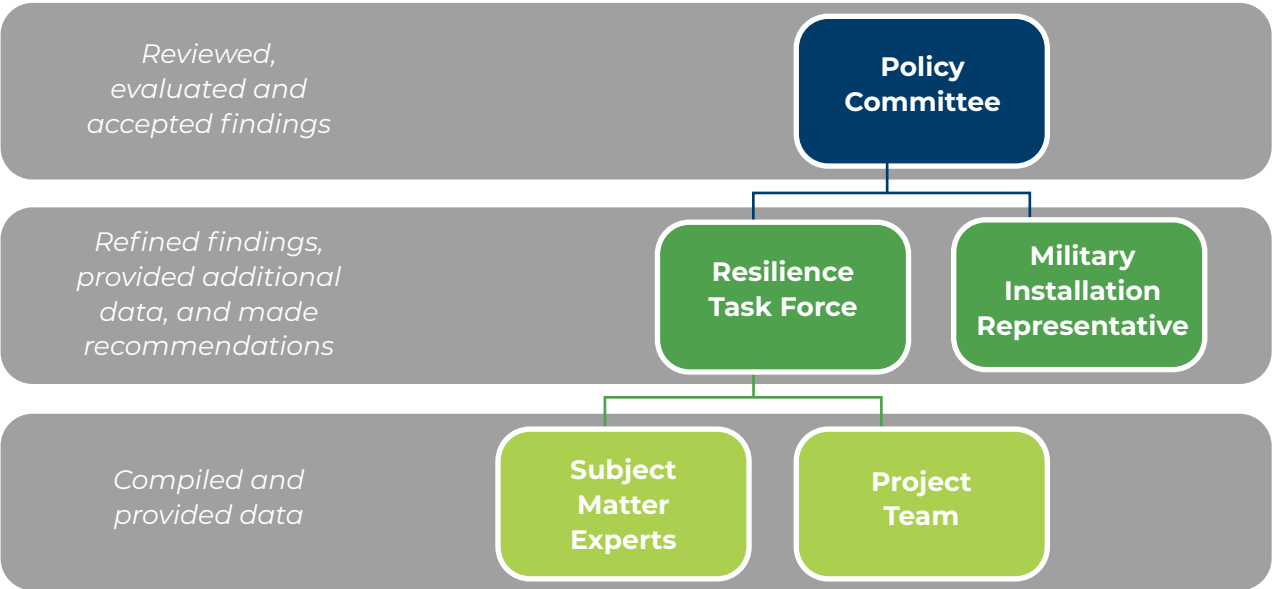 Reviewed,
evaluated and
accepted findings
Policy
Committee
Refined findings,
provided additional
data, and made
recommendations
Resilience
Task Force
Military
Installation
Representative
Compiled and
provided data
Subject
Matter
Experts
Project
Team